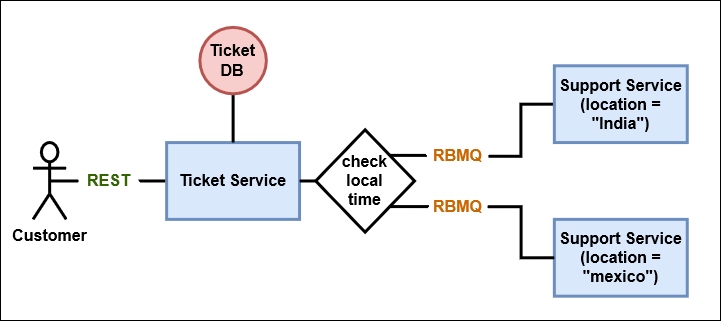 Ticket
DB
Support Service
(location =
"India")
check
local
time
RBMQ
REST
Ticket Service
RBMQ
Customer
Support Service
(location =
"mexico")